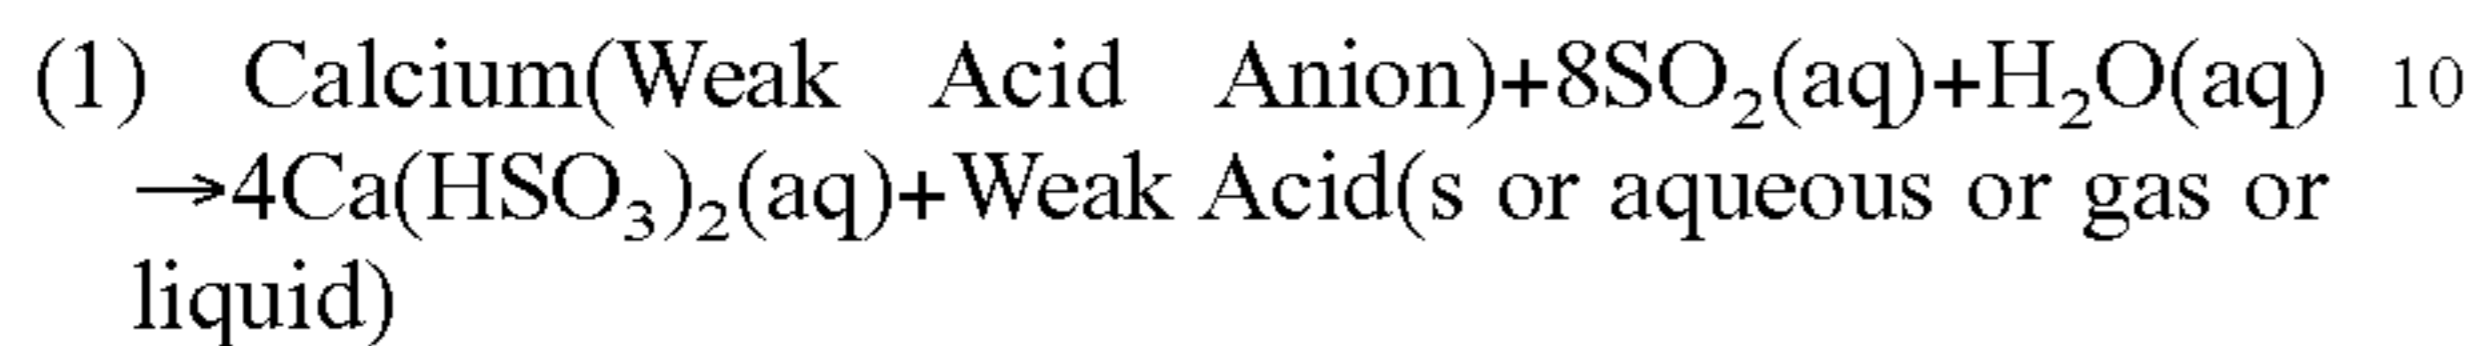 (1) Calcium(Weak Acid Anion)+8SO₂(aq)+H₂O(aq) 10
→4Ca(HSO₃)₂(aq)+Weak Acid(s or aqueous or gas or
liquid)